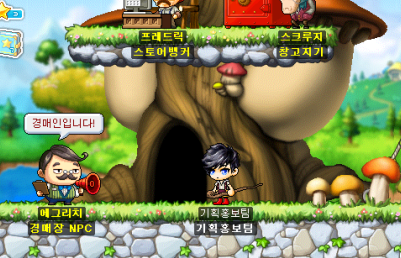 프레드릭
스토어뱅커
스크루지
창고지기
경매인입니다!
메그리치
경매장 NPC
기획홍보팀
기획홍보팀